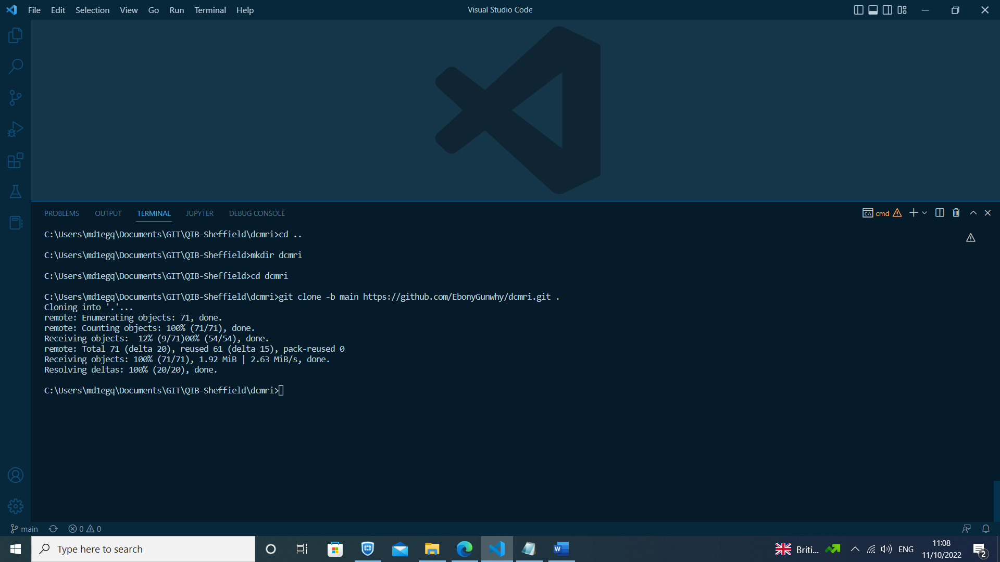 File Edit Selection View Go Run Terminal Help
Visual Studio Code
PROBLEMS OUTPUT TERMINAL JUPYTER DEBUG CONSOLE
cmd
C:\Users\md1egq\Documents\GIT\QIB-Sheffield\dcmri>cd ..
C:\Users\md1egq\Documents\GIT\QIB-Sheffield>mkdir dcmri
C:\Users\md1egq\Documents\GIT\QIB-Sheffield>cd dcmri
C:\Users\md1egq\Documents\GIT\QIB-Sheffield\dcmri>git clone -b main https://github.com/EbonyGunwhy/dcmri.git .
Cloning into '.'...
remote: Enumerating objects: 71, done.
remote: Counting objects: 100% (71/71), done.
Receiving objects:  12% (9/71)00% (54/54), done.
remote: Total 71 (delta 20), reused 61 (delta 15), pack-reused 0
Receiving objects: 100% (71/71), 1.92 MiB | 2.63 MiB/s, done.
Resolving deltas: 100% (20/20), done.
C:\Users\md1egq\Documents\GIT\QIB-Sheffield\dcmri>
main 0 0
Type here to search
W
Briti...
ENG
11:08
11/10/2022
2